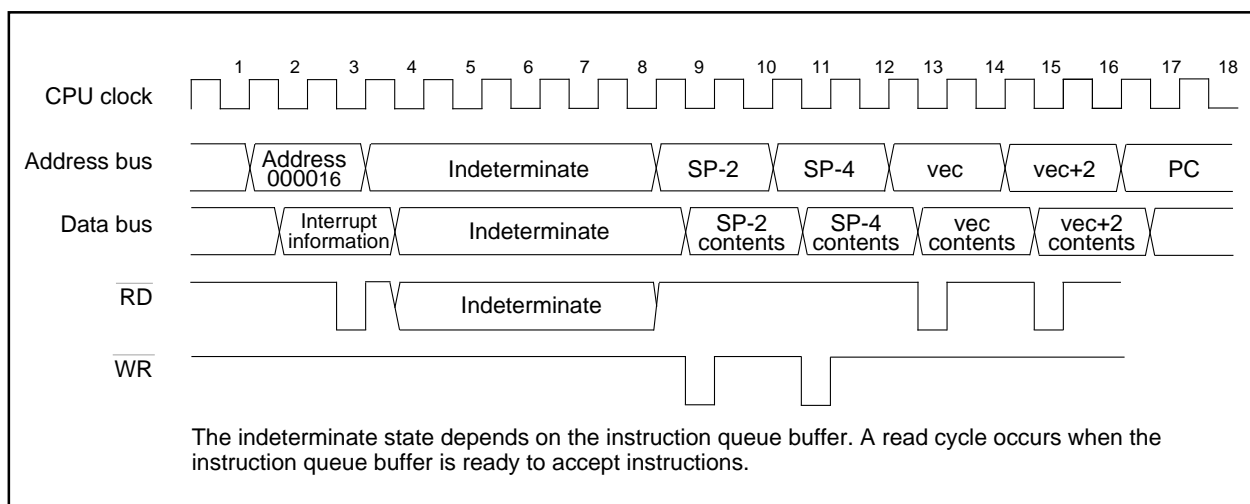 1 2 3 4 5 6 7 8 9 10 11 12 13 14 15 16 17 18
CPU clock
Address bus
Address
000016
Indeterminate
SP-2
SP-4
vec
vec+2
PC
Data bus
Interrupt
information
Indeterminate
SP-2
contents
SP-4
contents
vec
contents
vec+2
contents
RD
Indeterminate
WR
The indeterminate state depends on the instruction queue buffer. A read cycle occurs when the
instruction queue buffer is ready to accept instructions.